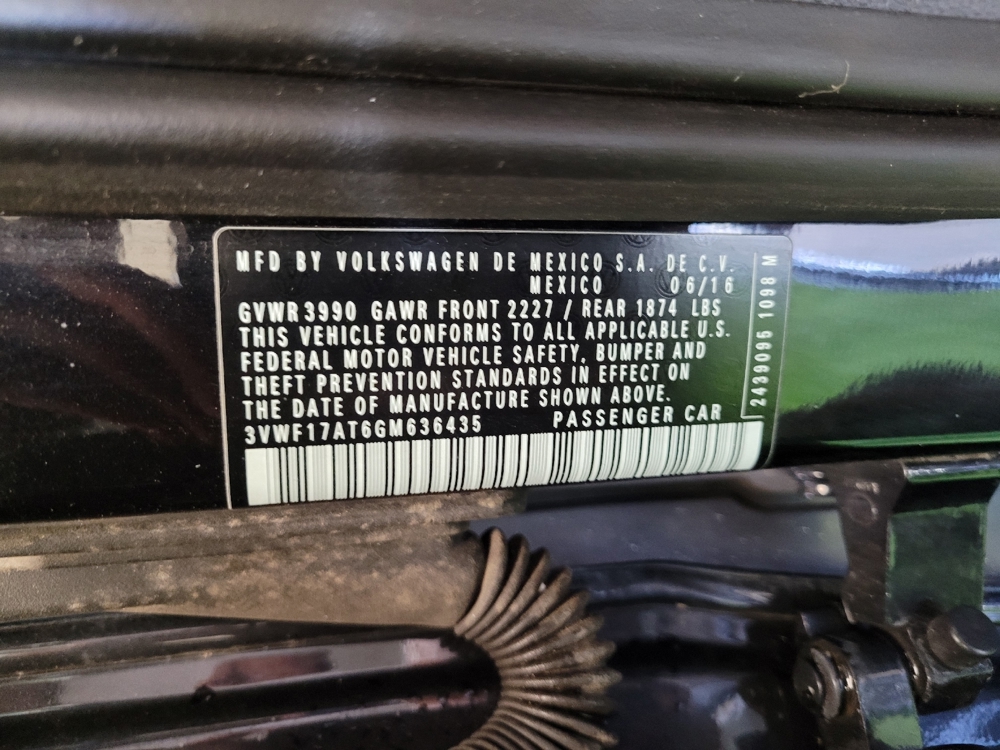 MFD BY VOLKSWAGEN DE MEXICO S.A. DE C.V.
MEXICO 06/16
GVWR 3990 GAWR FRONT 2227 / REAR 1874 LBS
THIS VEHICLE CONFORMS TO ALL APPLICABLE U.S.
FEDERAL MOTOR VEHICLE SAFETY, BUMPER AND
THEFT PREVENTION STANDARDS IN EFFECT ON
THE DATE OF MANUFACTURE SHOWN ABOVE.
3VWF17AT6GM636435 PASSENGER CAR
2439095 1098 M